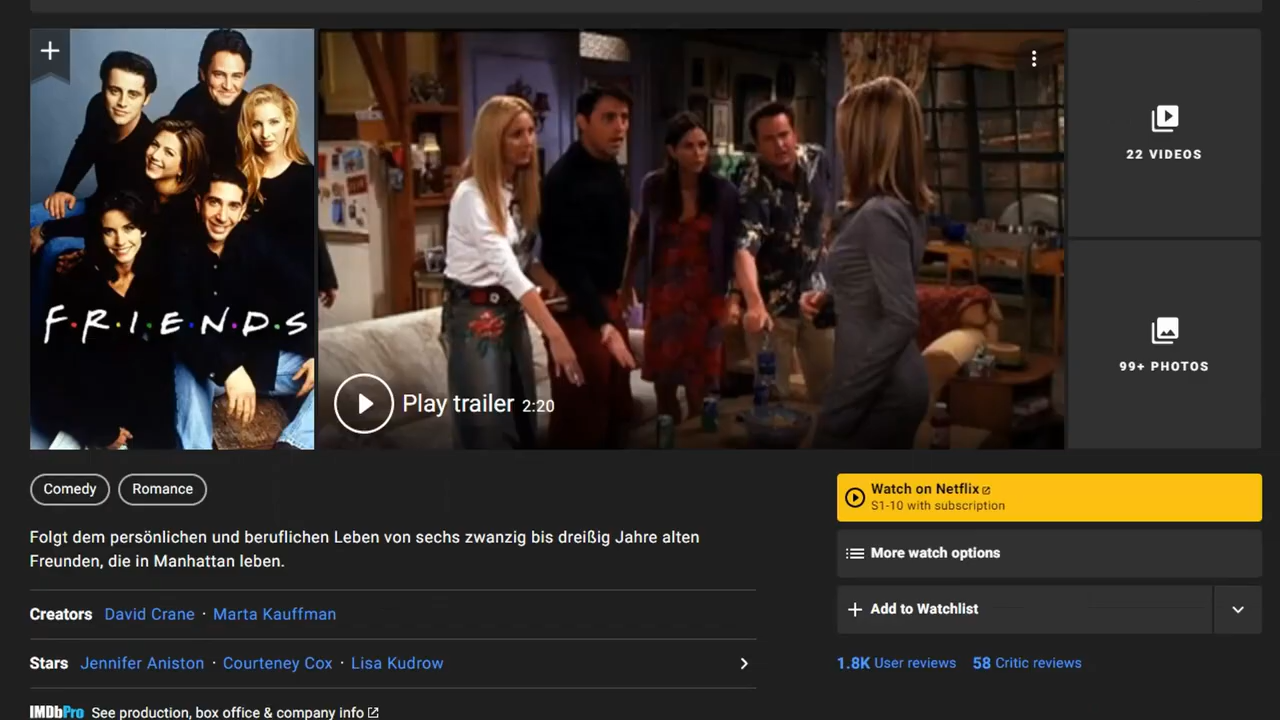 F·R·I·E·N·D·S
Play trailer 2:20
22 VIDEOS
99+ PHOTOS
Comedy
Romance
Folgt dem persönlichen und beruflichen Leben von sechs zwanzig bis dreißig Jahre alten
Freunden, die in Manhattan leben.
Creators David Crane · Marta Kauffman
Stars Jennifer Aniston · Courteney Cox · Lisa Kudrow
IMDbPro See production, box office & company info
Watch on Netflix
S1-10 with subscription
More watch options
Add to Watchlist
1.8K User reviews 58 Critic reviews